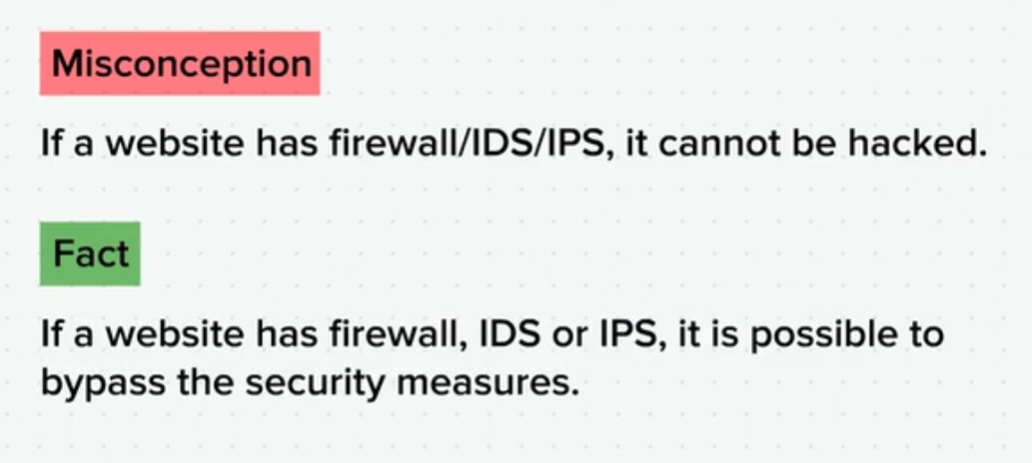 Misconception
If a website has firewall/IDS/IPS, it cannot be hacked.
Fact
If a website has firewall, IDS or IPS, it is possible to
bypass the security measures.